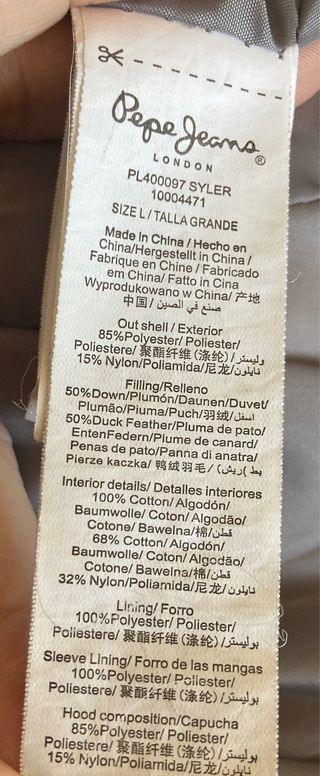 Pepe Jeans®
LONDON
PL400097 SYLER
10004471
SIZE L / TALLA GRANDE
Made in China / Hecho en
China/Hergestellt in China /
Fabrique en Chine / Fabricado
em China/ Fatto in Cina
Wyprodukowano w China/ 产地
中国 / صنع في الصين
Out shell / Exterior
85%Polyester/ Poliester/
Poliestere/ 聚酯纤维(涤纶)/بوليستر/
15% Nylon/Poliamida/尼龙/نايلون
Filling/Relleno
50%Down/Plumón/Daunen/Duvet/
Plumão/Piuma/Puch/羽绒/اسفل
50%Duck Feather/Pluma de pato/
EntenFedern/Plume de canard/
Penas de pato/Panna di anatra/
Pierze kaczka/ 鸭绒羽毛 / (ريش) بط
Interior details/ Detalles interiores
100% Cotton/ Algodón/
Baumwolle/ Coton/ Algodão/
Cotone/ Bawełna/棉/قطن
68% Cotton/ Algodón/
Baumwolle/ Coton/ Algodão/
Cotone/ Bawełna/棉/قطن
32% Nylon/Poliamida/尼龙/نايلون
Lining/ Forro
100%Polyester/ Poliester/
Poliestere/ 聚酯纤维 (涤纶)/ بوليستر
Sleeve Lining/ Forro de las mangas
100%Polyester/ Poliester/
Poliestere/ 聚酯纤维 (涤纶)/ بوليستر
Hood composition/Capucha
85%Polyester/ Poliester/
Poliestere/ 聚酯纤维 (涤纶)/بوليستر
15% Nylon/Poliamida/尼龙/نايلون